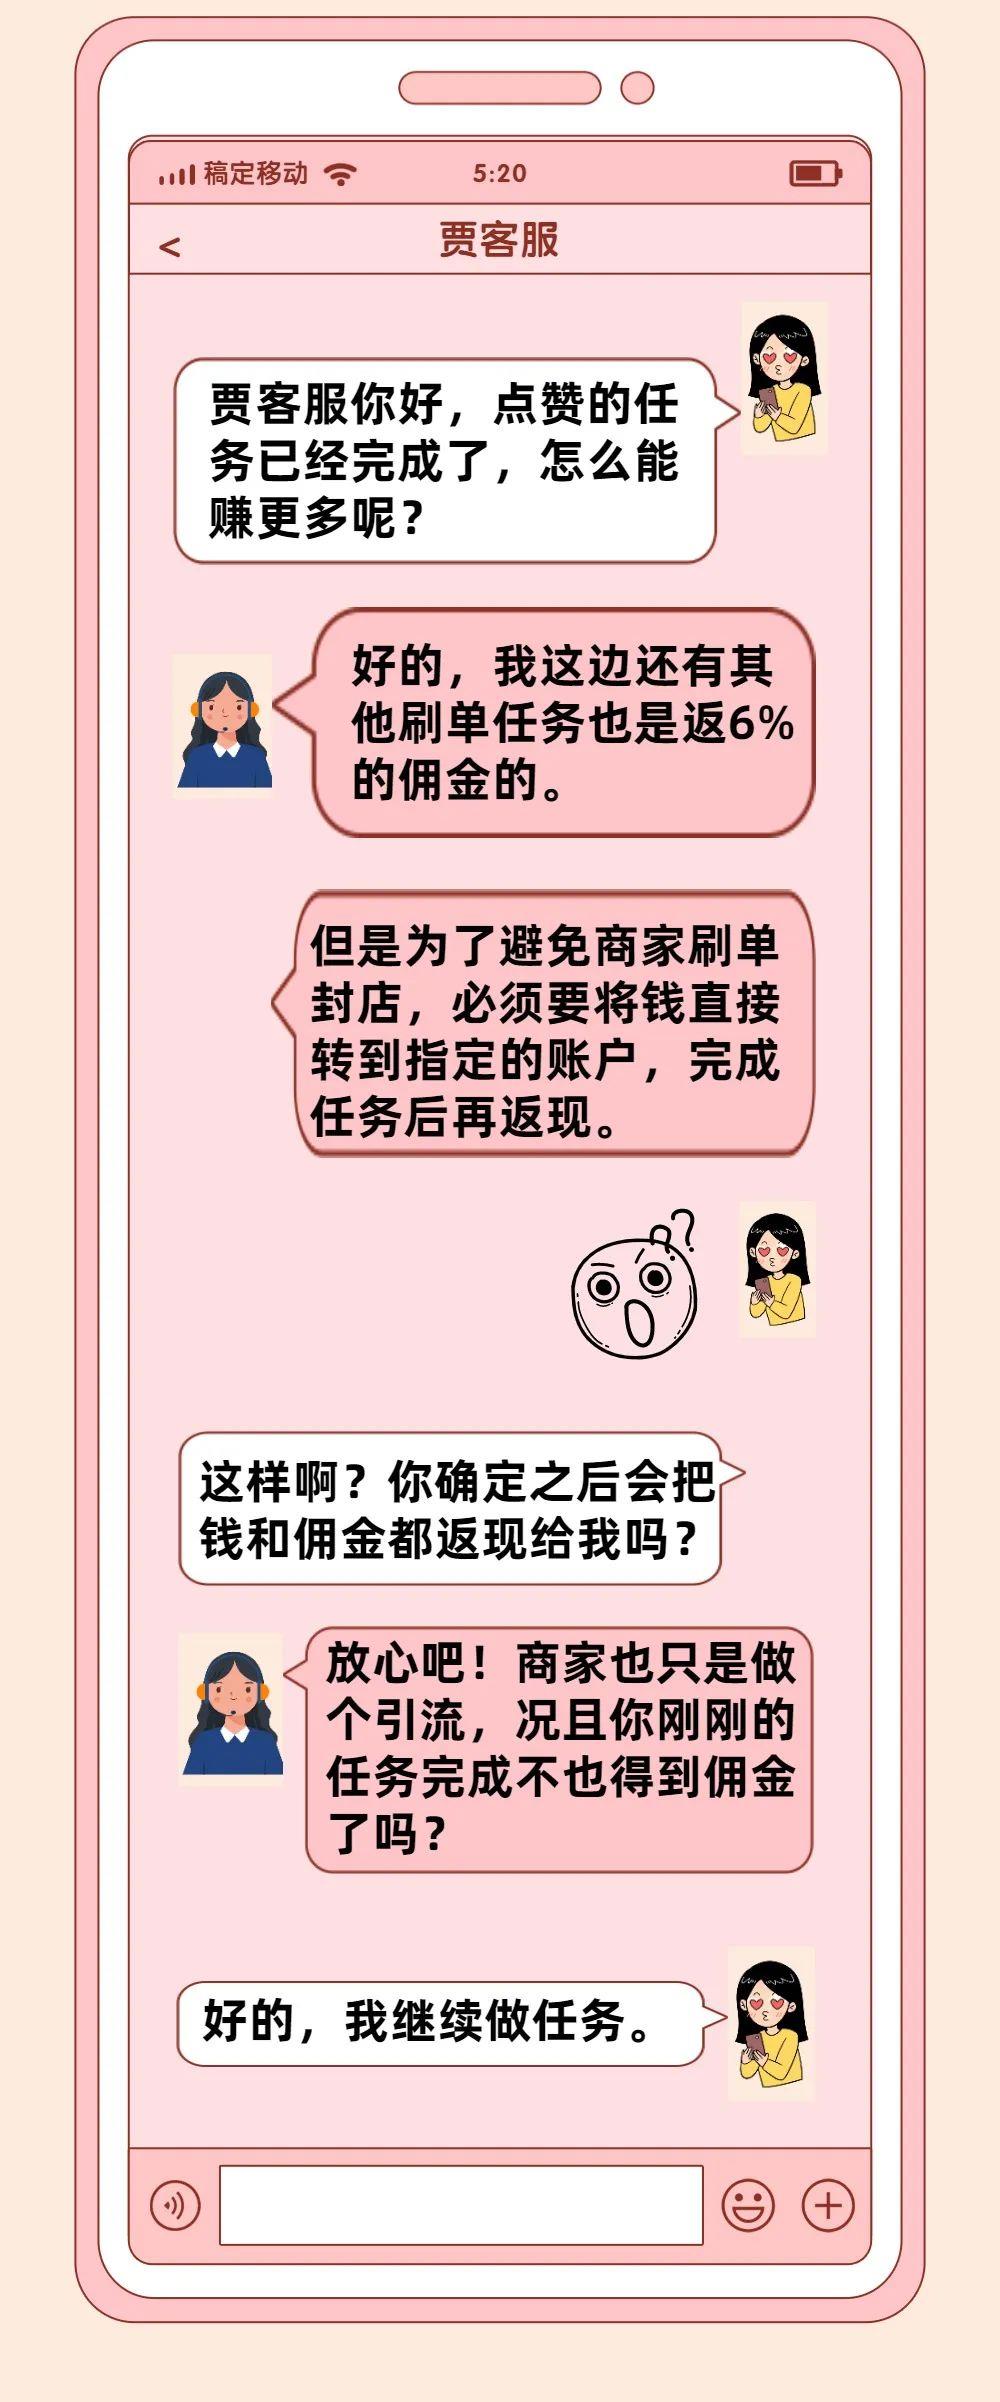 稿定移动
5:20
<
贾客服
贾客服你好，点赞的任
务已经完成了，怎么能
赚更多呢？
好的，我这边还有其
他刷单任务也是返6%
的佣金的。
但是为了避免商家刷单
封店，必须要将钱直接
转到指定的账户，完成
任务后再返现。
这样啊？你确定之后会把
钱和佣金都返现给我吗？
放心吧！商家也只是做
个引流，况且你刚刚的
任务完成不也得到佣金
了吗？
好的，我继续做任务。